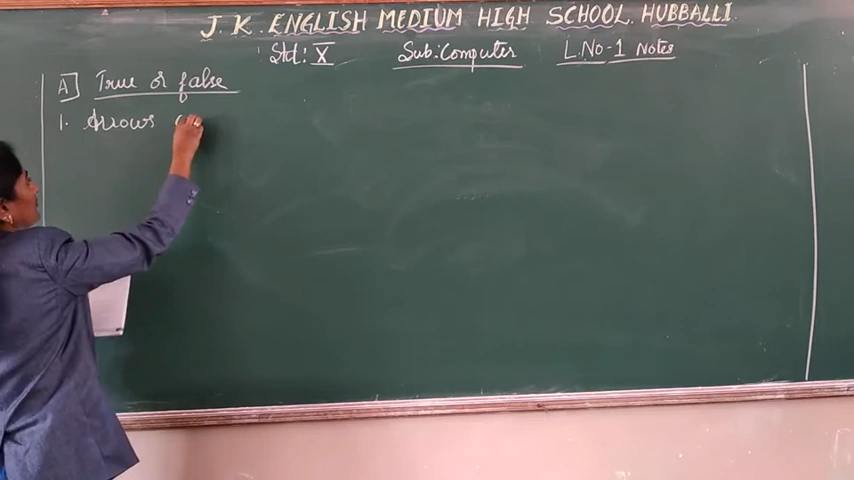 J. K. ENGLISH MEDIUM HIGH SCHOOL, HUBBALLI.
Std: X Sub: Computer L.No-1 Notes
A] True or false
1. Arrows